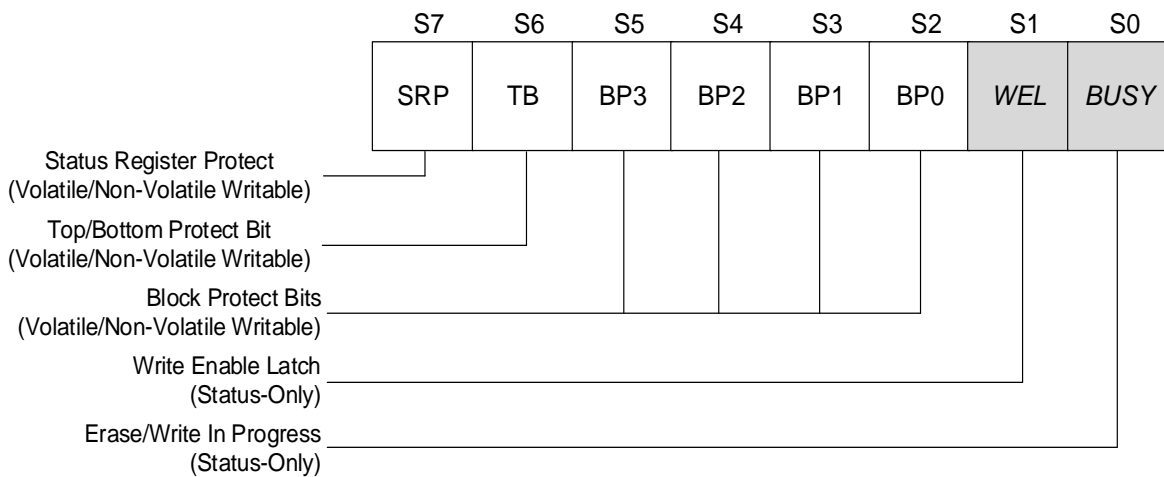 S7 S6 S5 S4 S3 S2 S1 S0
SRP TB BP3 BP2 BP1 BP0 WEL BUSY
Status Register Protect
(Volatile/Non-Volatile Writable)
Top/Bottom Protect Bit
(Volatile/Non-Volatile Writable)
Block Protect Bits
(Volatile/Non-Volatile Writable)
Write Enable Latch
(Status-Only)
Erase/Write In Progress
(Status-Only)